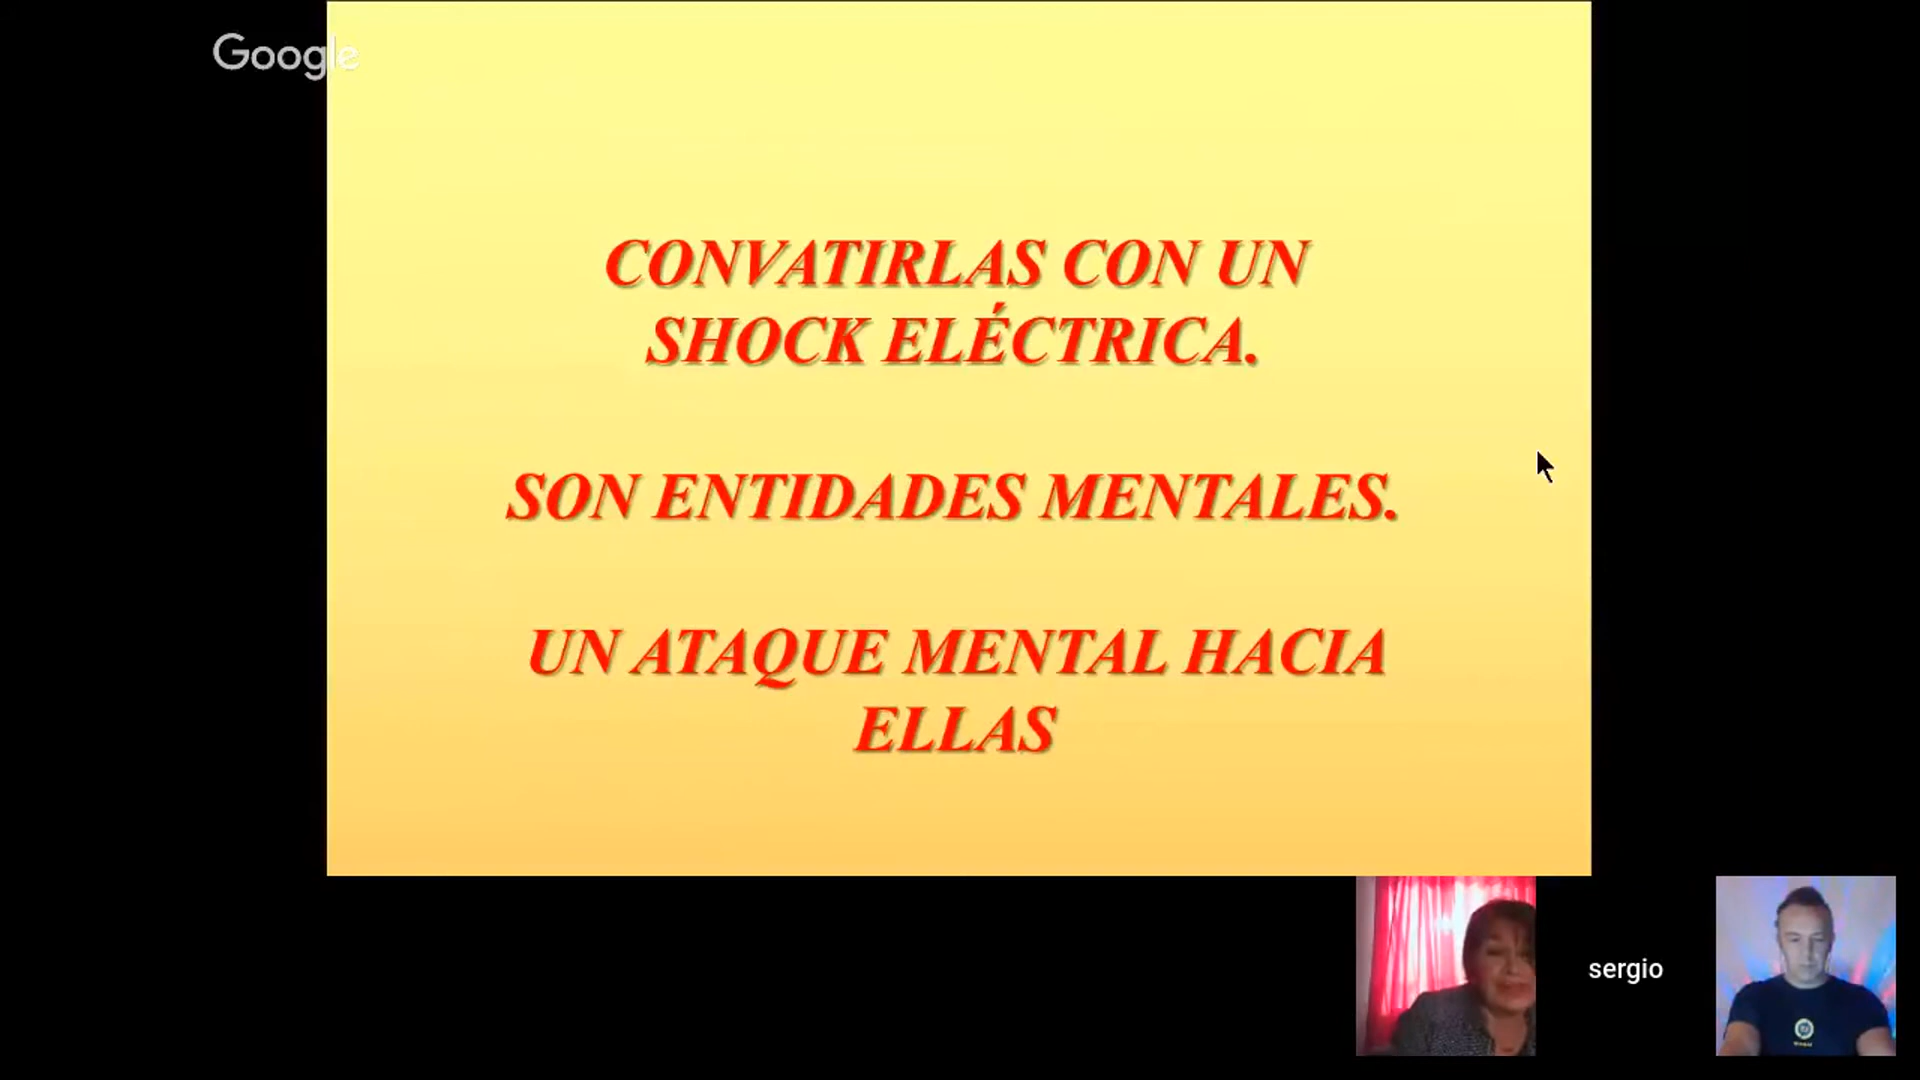 Google
CONVATIRLAS CON UN
SHOCK ELÉCTRICA.
SON ENTIDADES MENTALES.
UN ATAQUE MENTAL HACIA
ELLAS
sergio